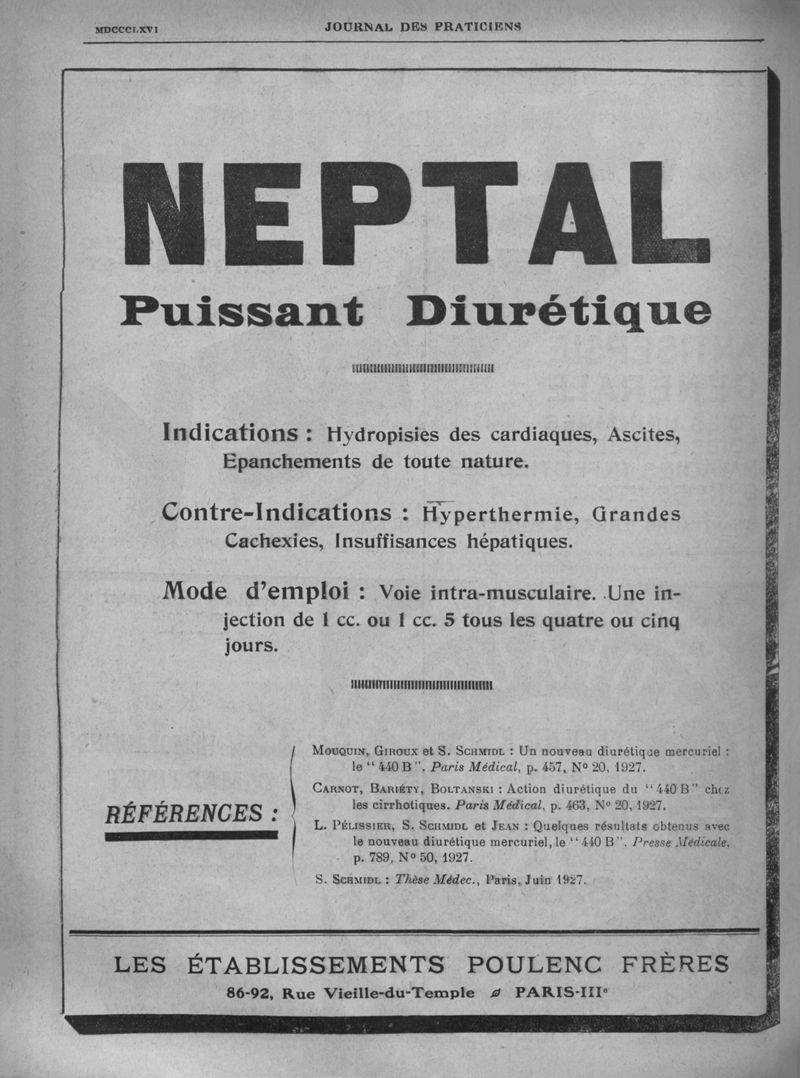 MDCCCLXVI
JOURNAL DES PRATICIENS
NEPTAL
Puissant Diurétique
Indications : Hydropisies des cardiaques, Ascites,
Epanchements de toute nature.
Contre-Indications : Hyperthermie, Grandes
Cachexies, Insuffisances hépatiques.
Mode d'emploi : Voie intra-musculaire. Une in-
jection de 1 cc. ou 1 cc. 5 tous les quatre ou cinq
jours.
RÉFÉRENCES :
MOUQUIN, GIROUX et S. SCHMIDL : Un nouveau diurétique mercuriel :
le “ 440 B ”. Paris Médical, p. 457, N° 20, 1927.
CARNOT, BARIÉTY, BOLTANSKI : Action diurétique du “ 440 B ” chez
les cirrhotiques. Paris Médical, p. 463, N° 20, 1927.
L. PÉLISSIER, S. SCHMIDL et JEAN : Quelques résultats obtenus avec
le nouveau diurétique mercuriel, le “ 440 B ”. Presse Médicale,
p. 789, N° 50, 1927.
S. SCHMIDL : Thèse Médec., Paris, Juin 1927.
LES ÉTABLISSEMENTS POULENC FRÈRES
86-92, Rue Vieille-du-Temple PARIS-IIIe